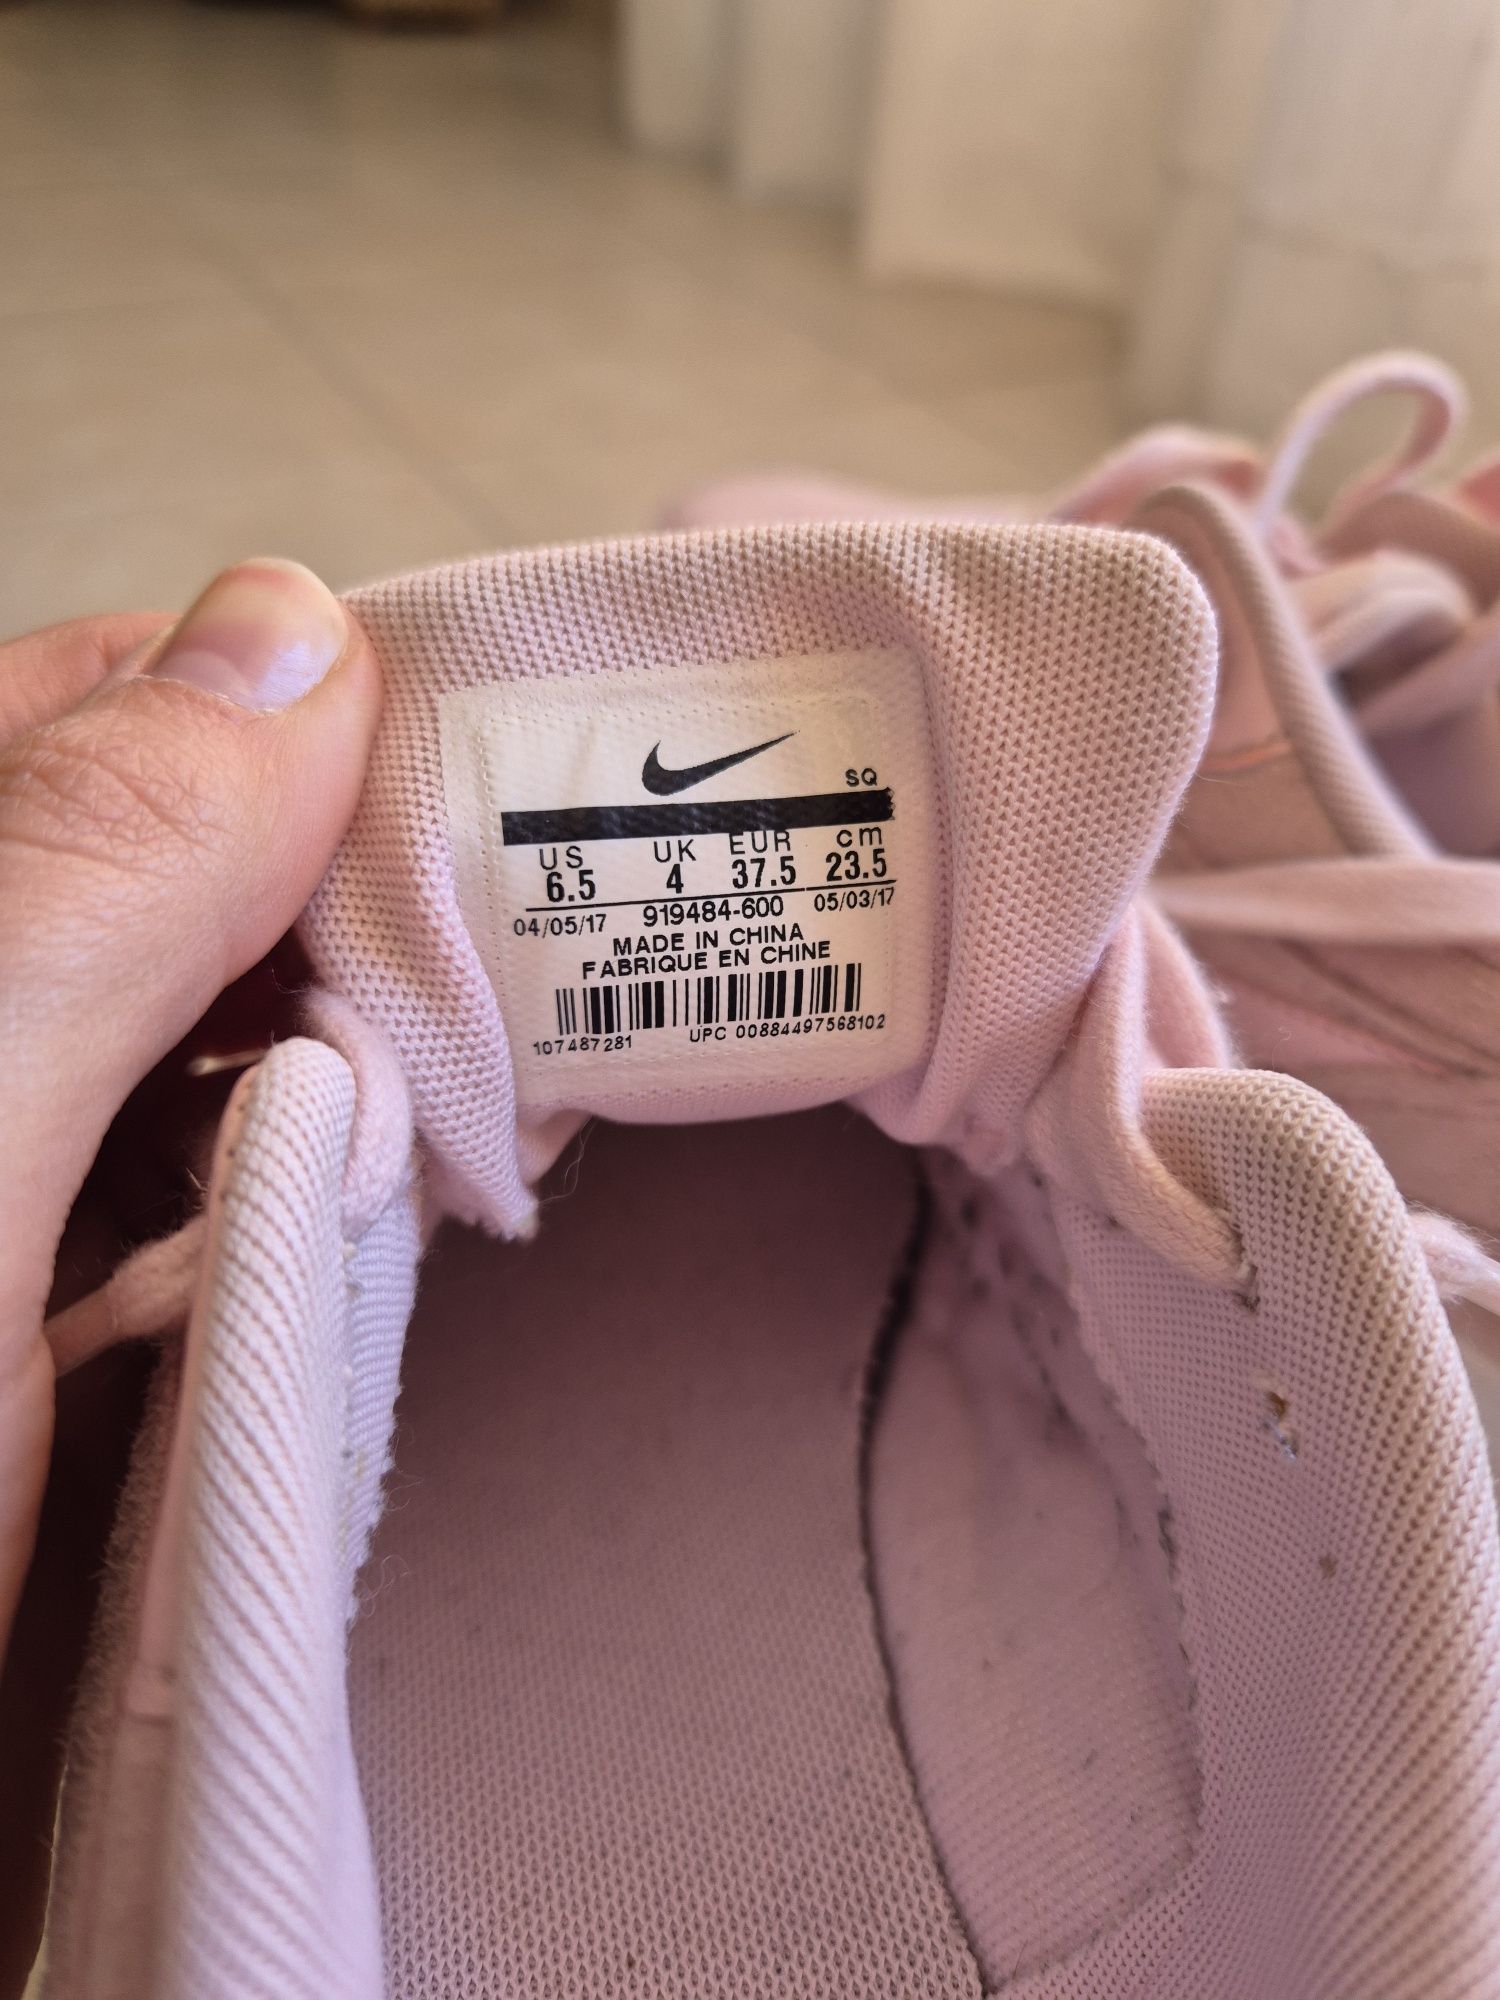 SQ
US UK EUR cm
6.5 4 37.5 23.5
04/05/17 919484-600 05/03/17
MADE IN CHINA
FABRIQUE EN CHINE
107487281 UPC 00884497568102